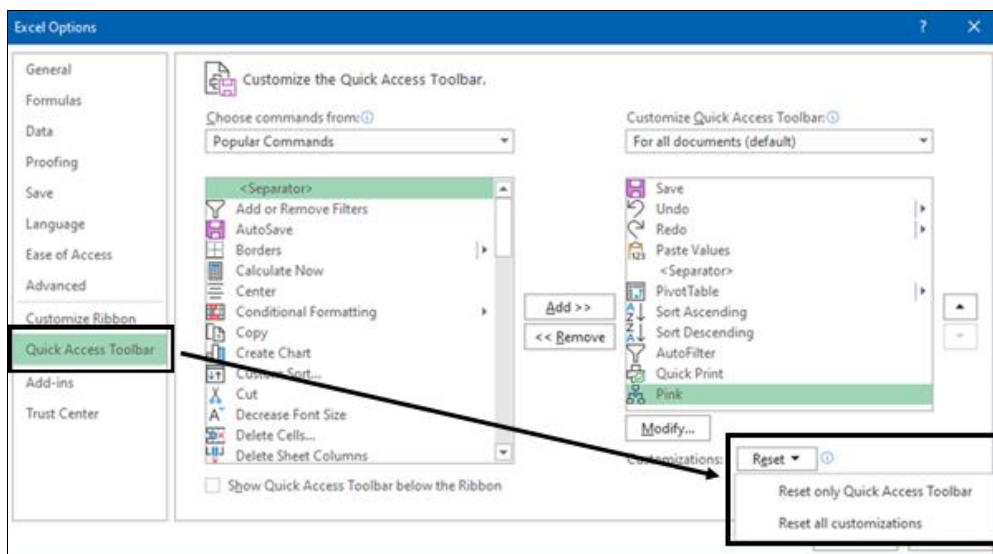 Excel Options
?
General
Formulas
Data
Proofing
Save
Language
Ease of Access
Advanced
Customize Ribbon
Quick Access Toolbar
Add-ins
Trust Center
Customize the Quick Access Toolbar.
Choose commands from:
Popular Commands
<Separator>
Add or Remove Filters
AutoSave
Borders
Calculate Now
Center
Conditional Formatting
Copy
Create Chart
Custom Sort...
Cut
Decrease Font Size
Delete Cells...
Delete Sheet Columns
Show Quick Access Toolbar below the Ribbon
Add >>
<< Remove
Customize Quick Access Toolbar:
For all documents (default)
Save
Undo
Redo
Paste Values
<Separator>
PivotTable
Sort Ascending
Sort Descending
AutoFilter
Quick Print
Pink
Modify...
Customizations:
Reset
Reset only Quick Access Toolbar
Reset all customizations